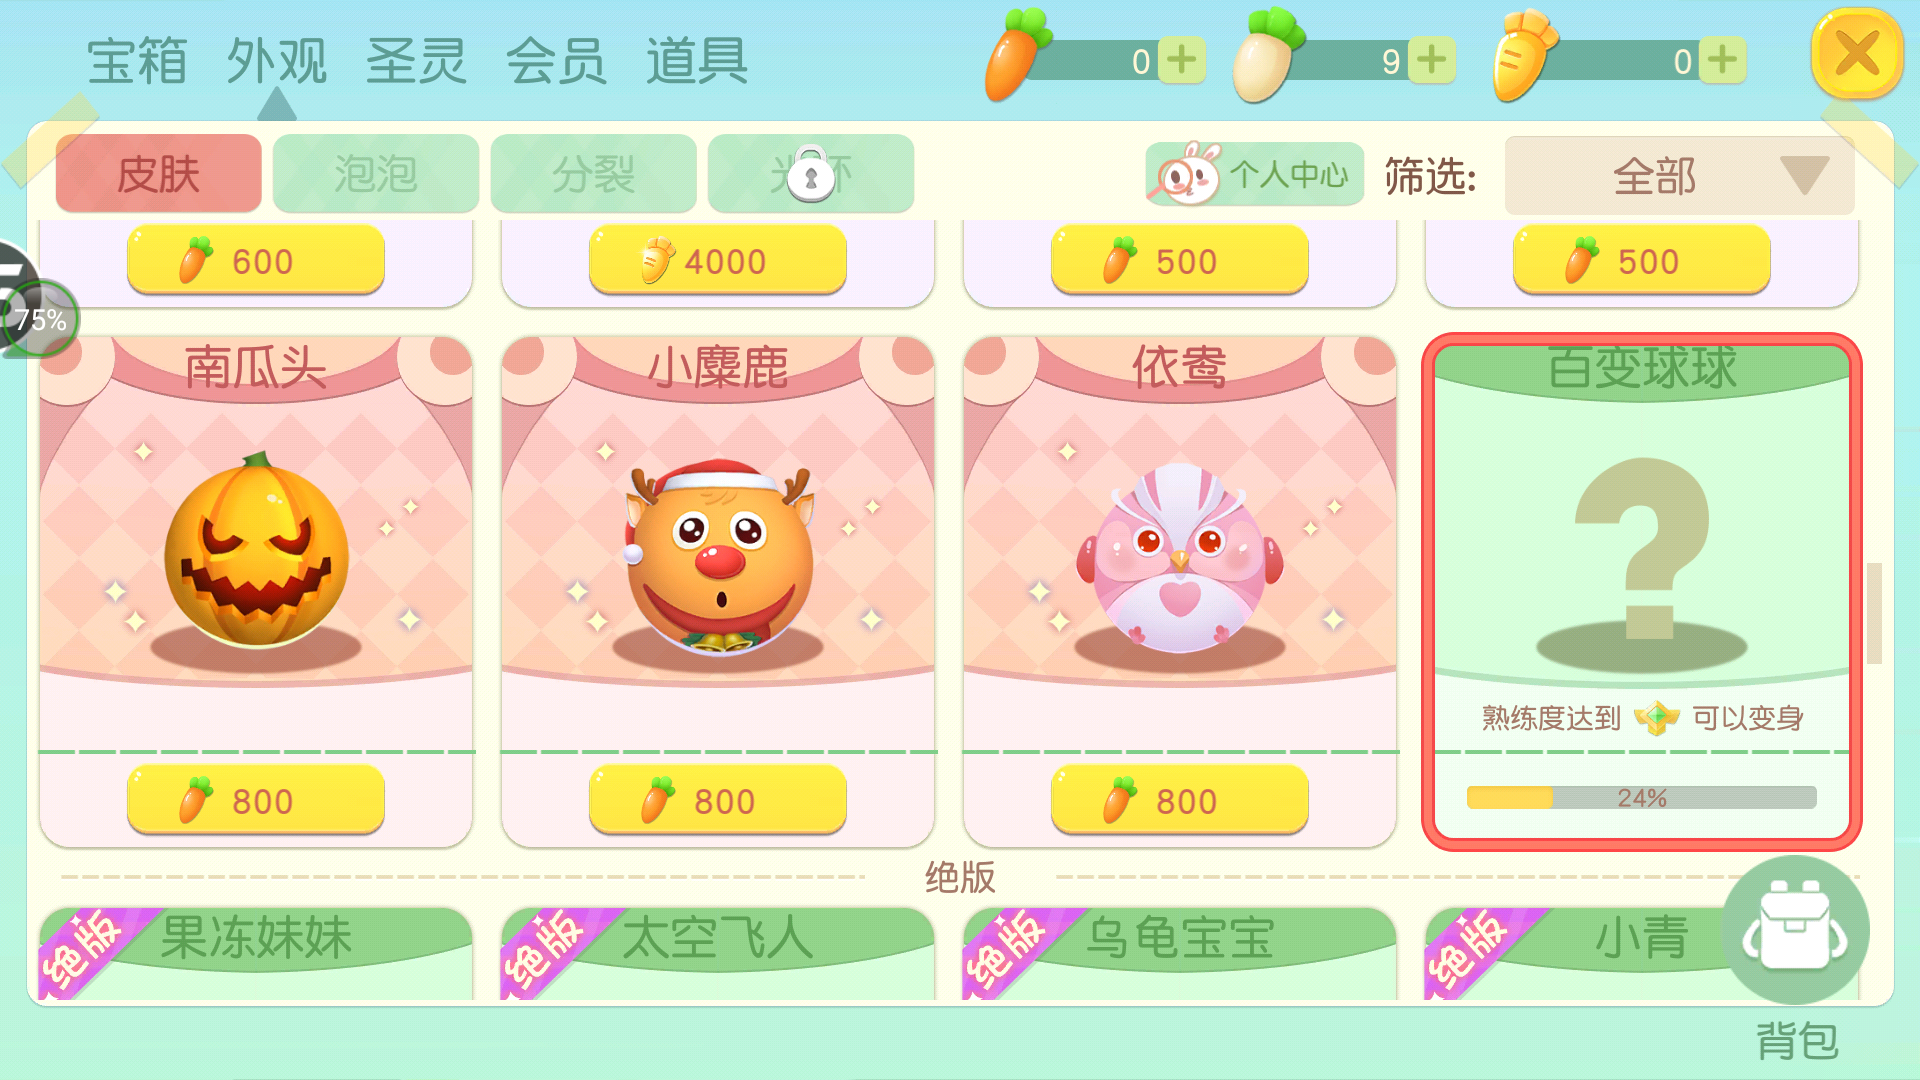 宝箱 外观 圣灵 会员 道具 0 9 0
皮肤 泡泡 分裂 个人中心 筛选: 全部
600 4000 500 500
75%
南瓜头 小麋鹿 依鸯 百变球球
熟练度达到 可以变身
800 800 800 24%
绝版
绝版 果冻妹妹 绝版 太空飞人 绝版 乌龟宝宝 绝版 小青
背包